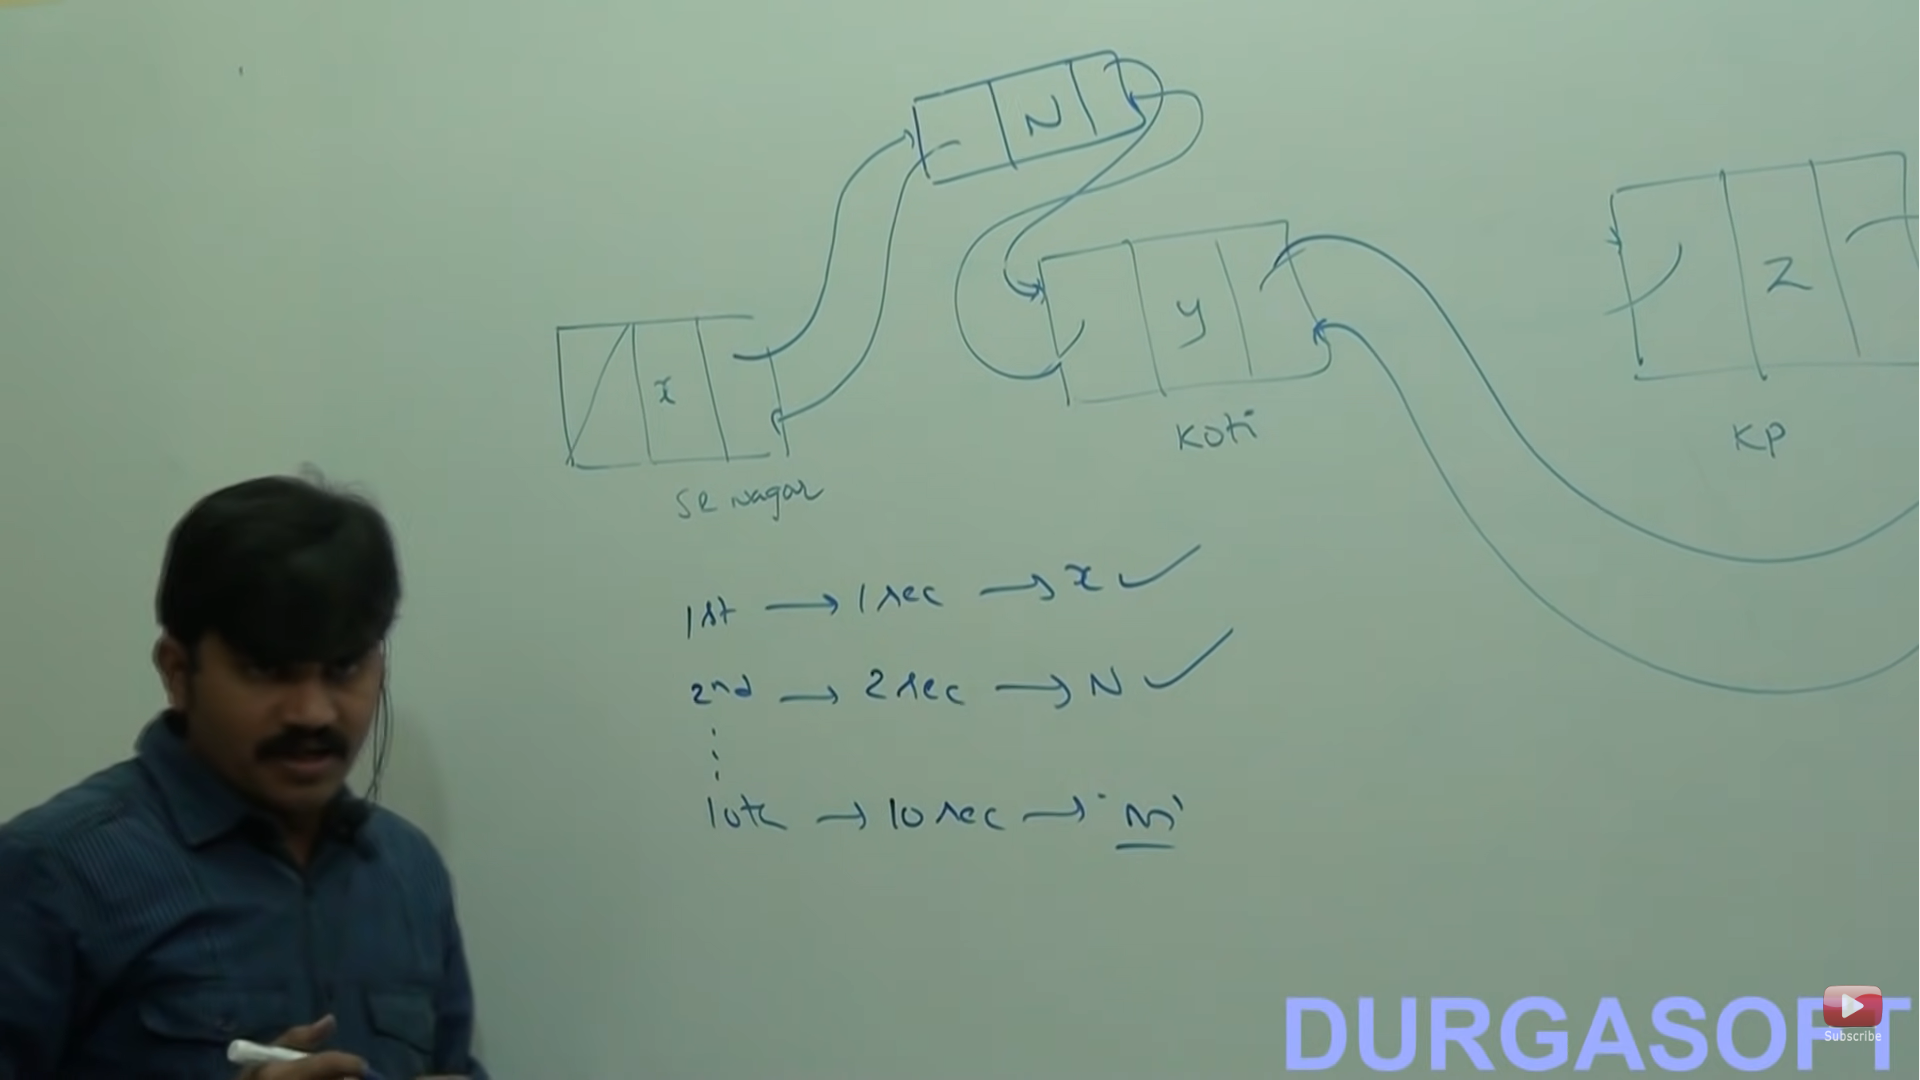 N
x
y
z
SR nagar
Koti
KP
1st → 1 sec → x ✓
2nd → 2 sec → N ✓
10th → 10 sec → 'M'
DURGASOFT
Subscribe